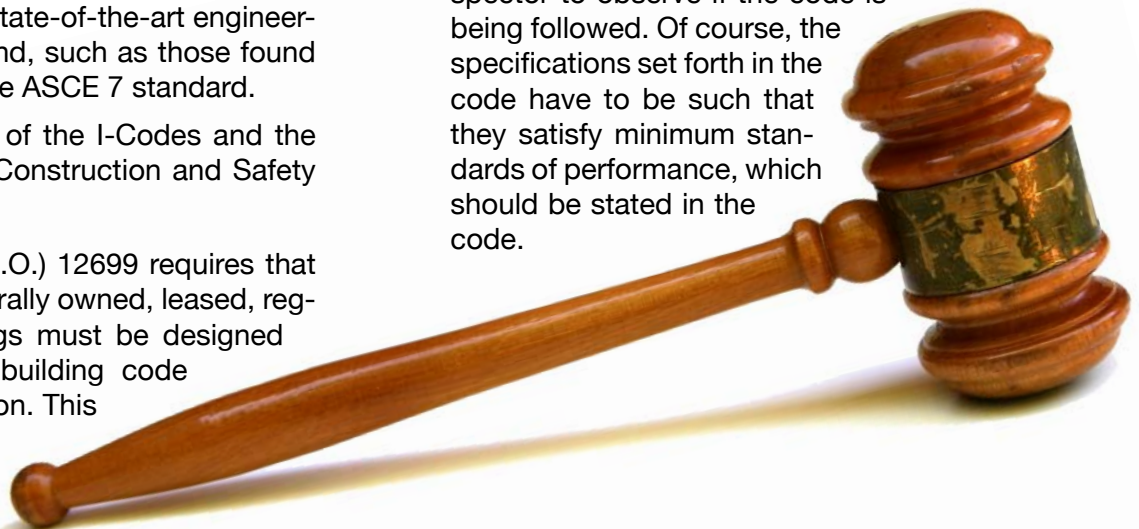 tate-of-the-art engineer-
nd, such as those found
e ASCE 7 standard.
of the I-Codes and the
Construction and Safety
.O.) 12699 requires that
rally owned, leased, reg-
gs must be designed
building code
on. This
being followed. Of course, the
specifications set forth in the
code have to be such that
they satisfy minimum stan-
dards of performance, which
should be stated in the
code.